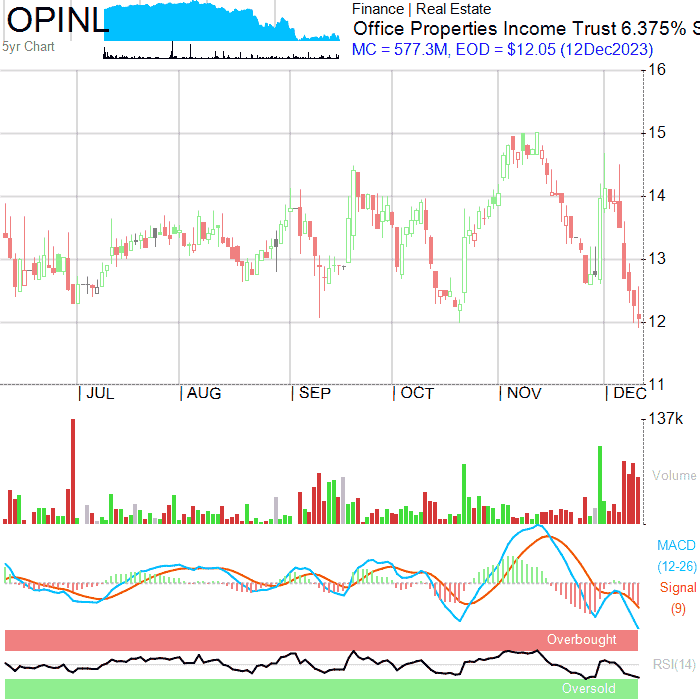 OPINL
5yr Chart
Finance | Real Estate
Office Properties Income Trust 6.375% S
MC = 577.3M, EOD = $12.05 (12Dec2023)
16
15
14
13
12
11
| JUL | AUG | SEP | OCT | NOV | DEC
137k
Volume
MACD
(12-26)
Signal
(9)
Overbought
RSI(14)
Oversold